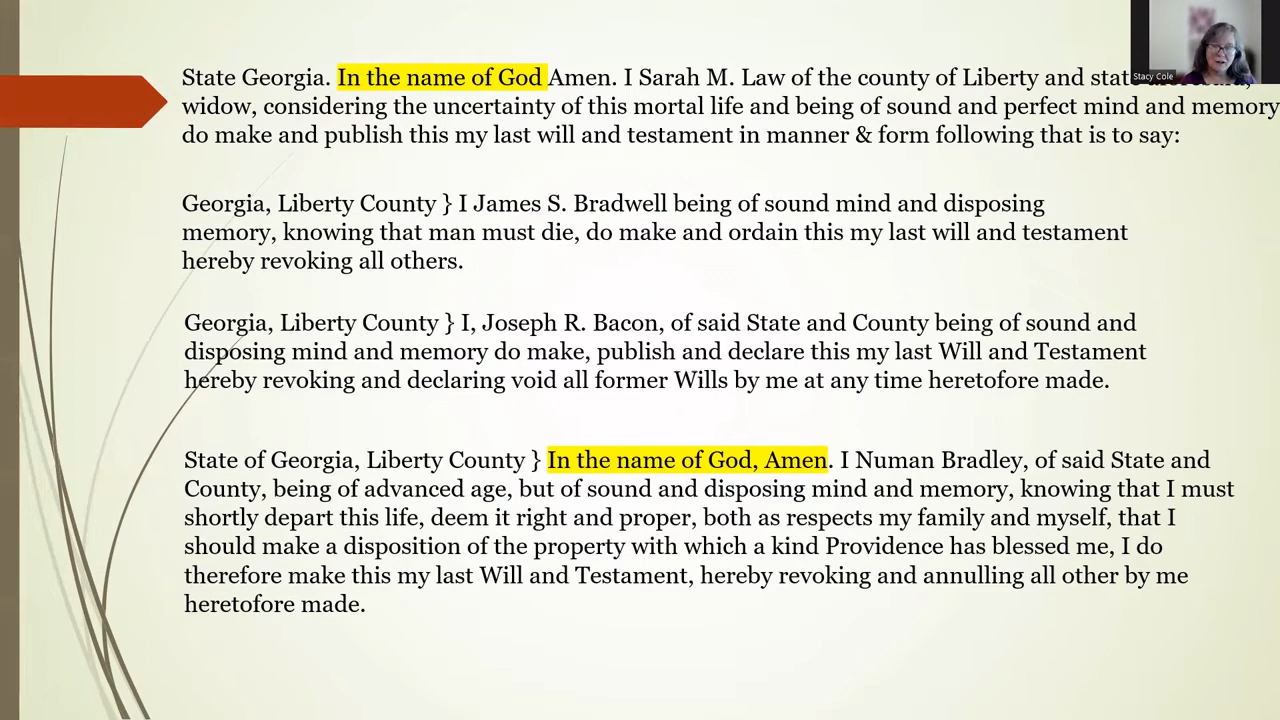 State Georgia. In the name of God Amen. I Sarah M. Law of the county of Liberty and state
widow, considering the uncertainty of this mortal life and being of sound and perfect mind and memory
do make and publish this my last will and testament in manner & form following that is to say:
Stacy Cole
Georgia, Liberty County } I James S. Bradwell being of sound mind and disposing
memory, knowing that man must die, do make and ordain this my last will and testament
hereby revoking all others.
Georgia, Liberty County } I, Joseph R. Bacon, of said State and County being of sound and
disposing mind and memory do make, publish and declare this my last Will and Testament
hereby revoking and declaring void all former Wills by me at any time heretofore made.
State of Georgia, Liberty County } In the name of God, Amen. I Numan Bradley, of said State and
County, being of advanced age, but of sound and disposing mind and memory, knowing that I must
shortly depart this life, deem it right and proper, both as respects my family and myself, that I
should make a disposition of the property with which a kind Providence has blessed me, I do
therefore make this my last Will and Testament, hereby revoking and annulling all other by me
heretofore made.